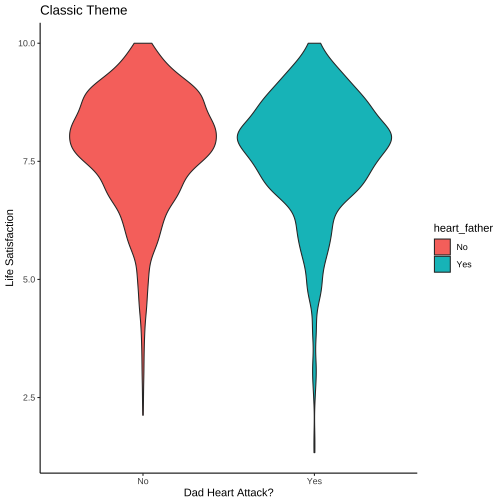 Classic Theme
10.0
7.5
5.0
2.5
Life Satisfaction
No
Yes
Dad Heart Attack?
heart_father
No
Yes